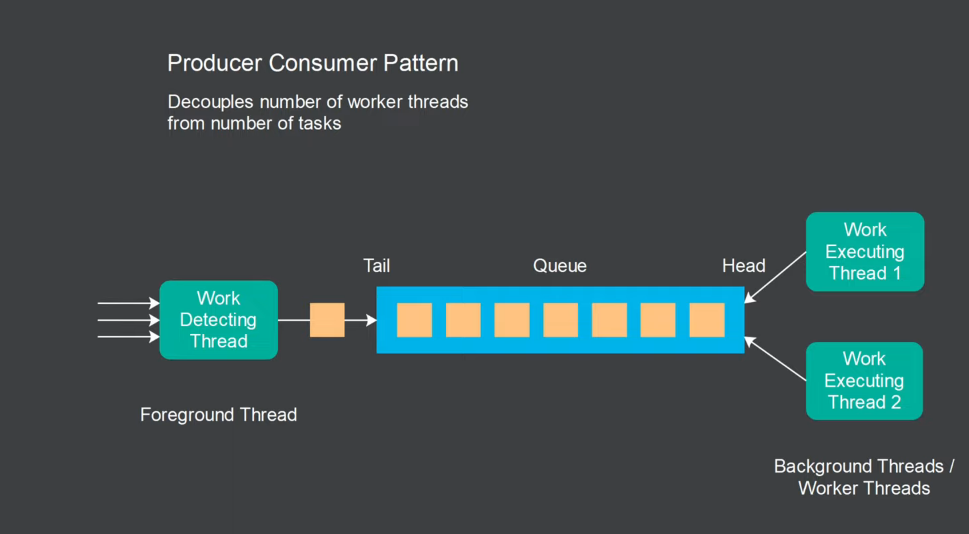 Producer Consumer Pattern
Decouples number of worker threads
from number of tasks
Tail
Queue
Head
Work
Detecting
Thread
Work
Executing
Thread 1
Work
Executing
Thread 2
Foreground Thread
Background Threads /
Worker Threads